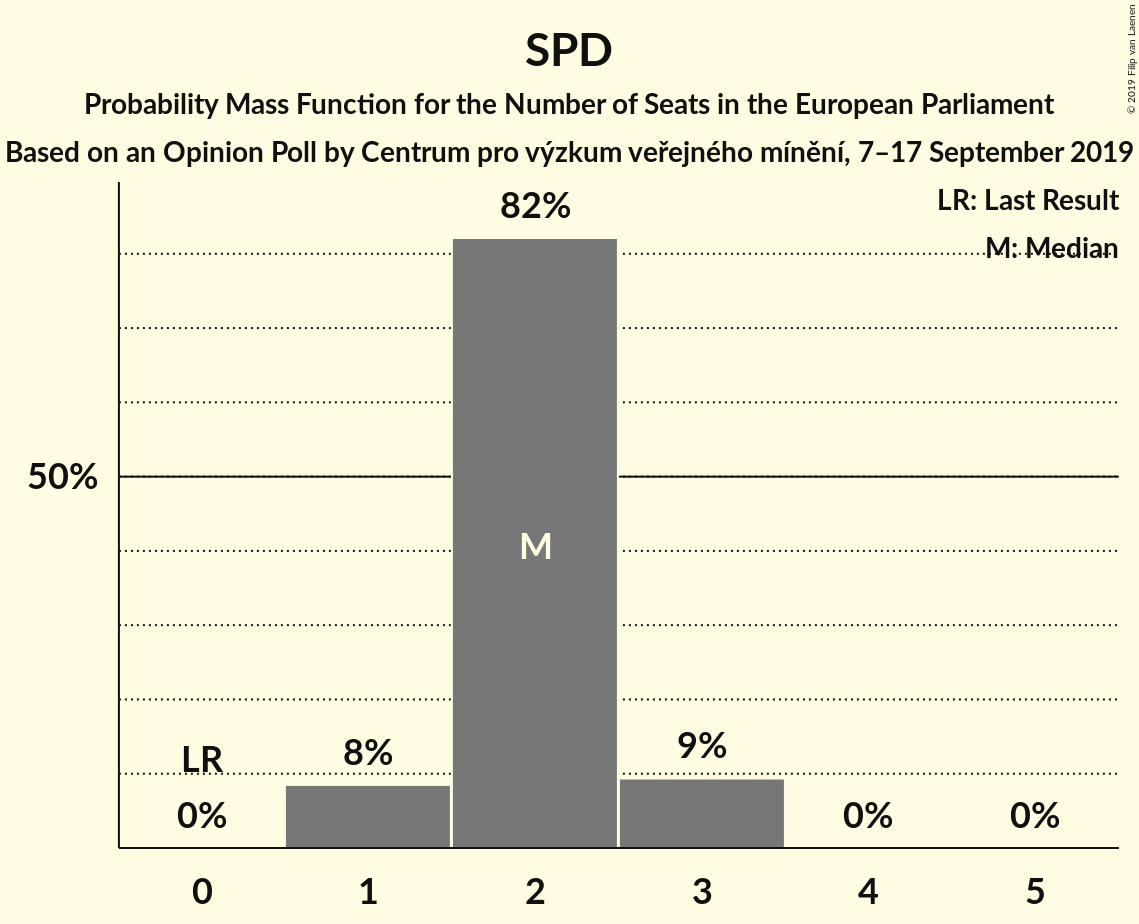 SPD
Probability Mass Function for the Number of Seats in the European Parliament
Based on an Opinion Poll by Centrum pro výzkum veřejného mínění, 7–17 September 2019
© 2019 Filip van Laenen
LR: Last Result
M: Median
82%
50%
M
LR
0%
8%
9%
0%
0%
0 1 2 3 4 5